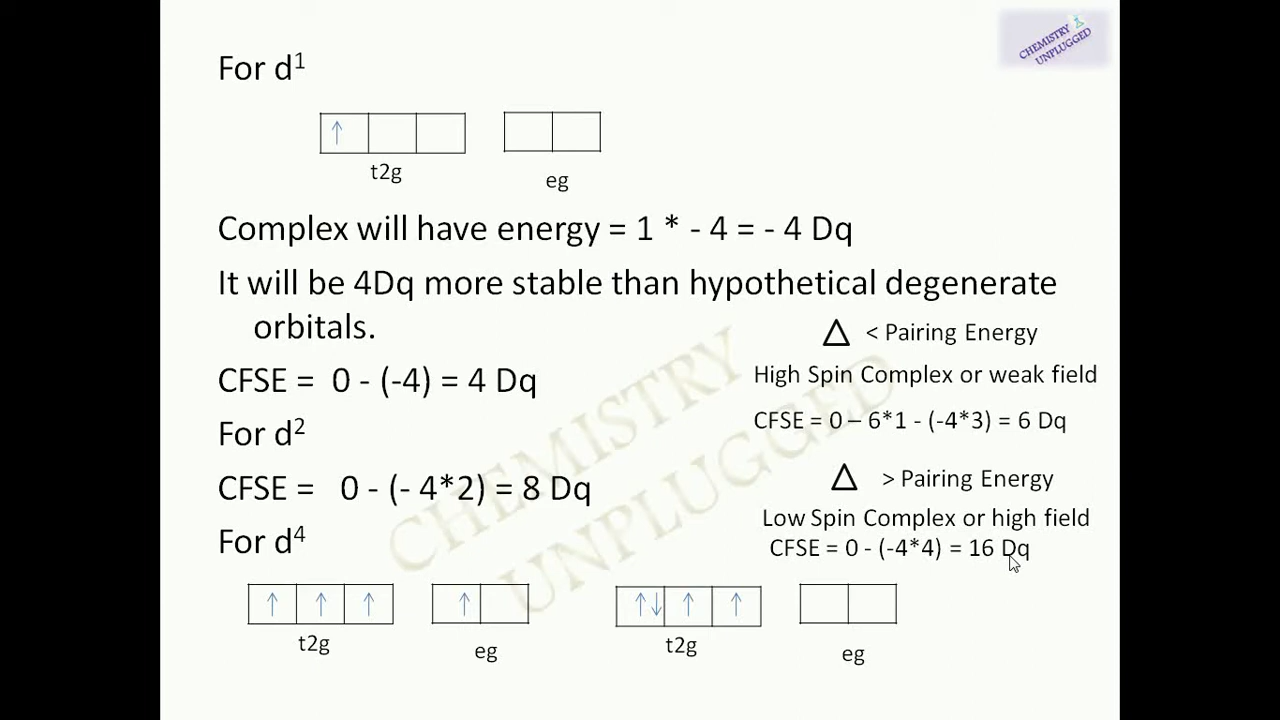 CHEMISTRY
UNPLUGGED
For d¹
↑
t2g
eg
Complex will have energy = 1 * - 4 = - 4 Dq
It will be 4Dq more stable than hypothetical degenerate
orbitals.
CFSE = 0 - (-4) = 4 Dq
For d²
CFSE = 0 - (- 4*2) = 8 Dq
For d⁴
△ < Pairing Energy
High Spin Complex or weak field
CFSE = 0 – 6*1 - (-4*3) = 6 Dq
△ > Pairing Energy
Low Spin Complex or high field
CFSE = 0 - (-4*4) = 16 Dq
CHEMISTRY
UNPLUGGED
↑ ↑ ↑ ↑ ↑↓ ↑ ↑
t2g
eg
t2g
eg